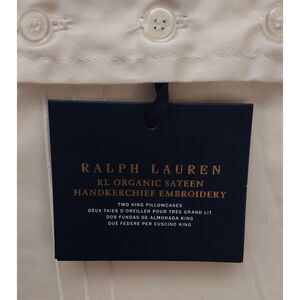 RALPH LAUREN
RL ORGANIC SATEEN
HANDKERCHIEF EMBROIDERY
TWO KING PILLOWCASES
DEUX TAIES D'OREILLER POUR TRÈS GRAND LIT
DOS FUNDAS DE ALMOHADA KING
DUE FEDERE PER CUSCINO KING